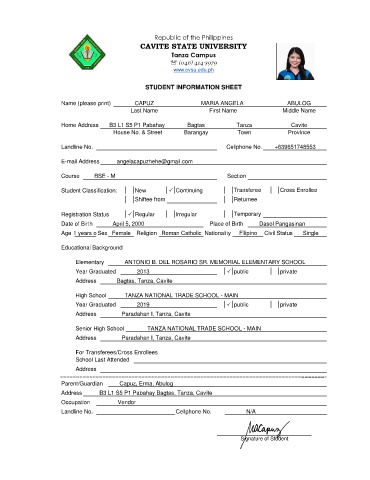 Republic of the Philippines
CAVITE STATE UNIVERSITY
Tanza Campus
☏ (046) 414-3979
www.cvsu.edu.ph
STUDENT INFORMATION SHEET
Name (please print) CAPUZ MARIA ANGELA ABULOG
Last Name First Name Middle Name
Home Address B3 L1 S5 P1 Pabahay Bagtas Tanza Cavite
House No. & Street Barangay Town Province
Landline No. Cellphone No. +639651748553
E-mail Address angelacapuznehe@gmail.com
Course BSE - M Section
Student Classification: New ✓ Continuing Transferee Cross Enrollee
Shiftee from Returnee
Registration Status ✓ Regular Irregular Temporary
Date of Birth April 5, 2000 Place of Birth Dasol Pangasinan
Age Sex Female Religion Roman Catholic Nationality Filipino Civil Status Single
Educational Background
Elementary ANTONIO B. DEL ROSARIO SR. MEMORIAL ELEMENTARY SCHOOL
Year Graduated 2013 ✓ public private
Address Bagtas, Tanza, Cavite
High School TANZA NATIONAL TRADE SCHOOL - MAIN
Year Graduated 2019 ✓ public private
Address Paradahan II, Tanza, Cavite
Senior High School TANZA NATIONAL TRADE SCHOOL - MAIN
Address Paradahan II, Tanza, Cavite
For Transferees/Cross Enrollees
School Last Attended
Address
Parent/Guardian Capuz, Erma, Abulog
Address B3 L1 S5 P1 Pabahay Bagtas, Tanza, Cavite
Occupation Vendor
Landline No. Cellphone No. N/A
MACapuz
Signature of Student